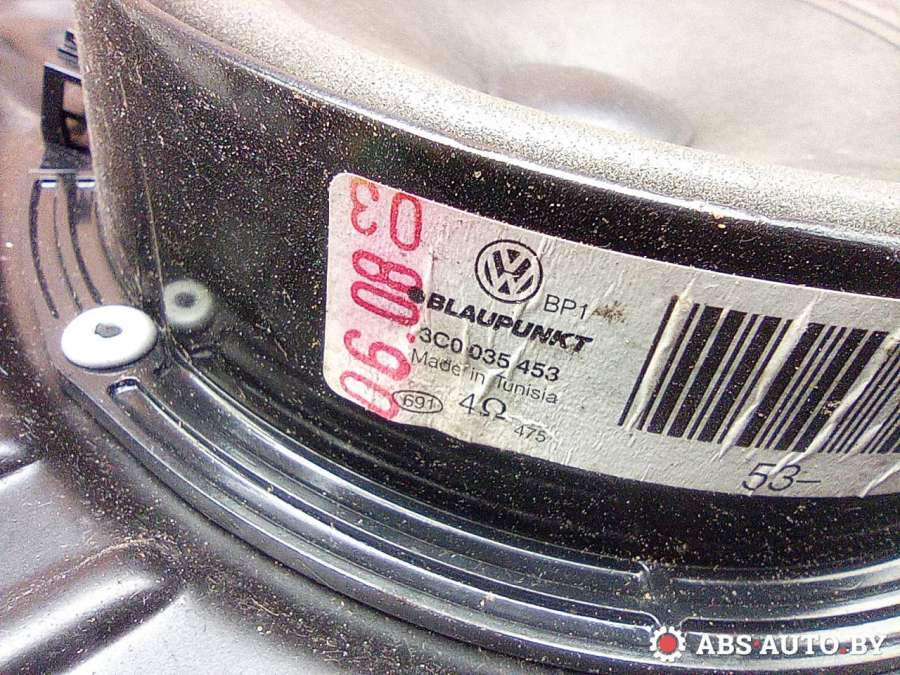 03
08
06.
BP1
BLAUPUNKT
3C0 035 453
Made in Tunisia
691
4Ω
475
53-
ABS-AUTO.BY